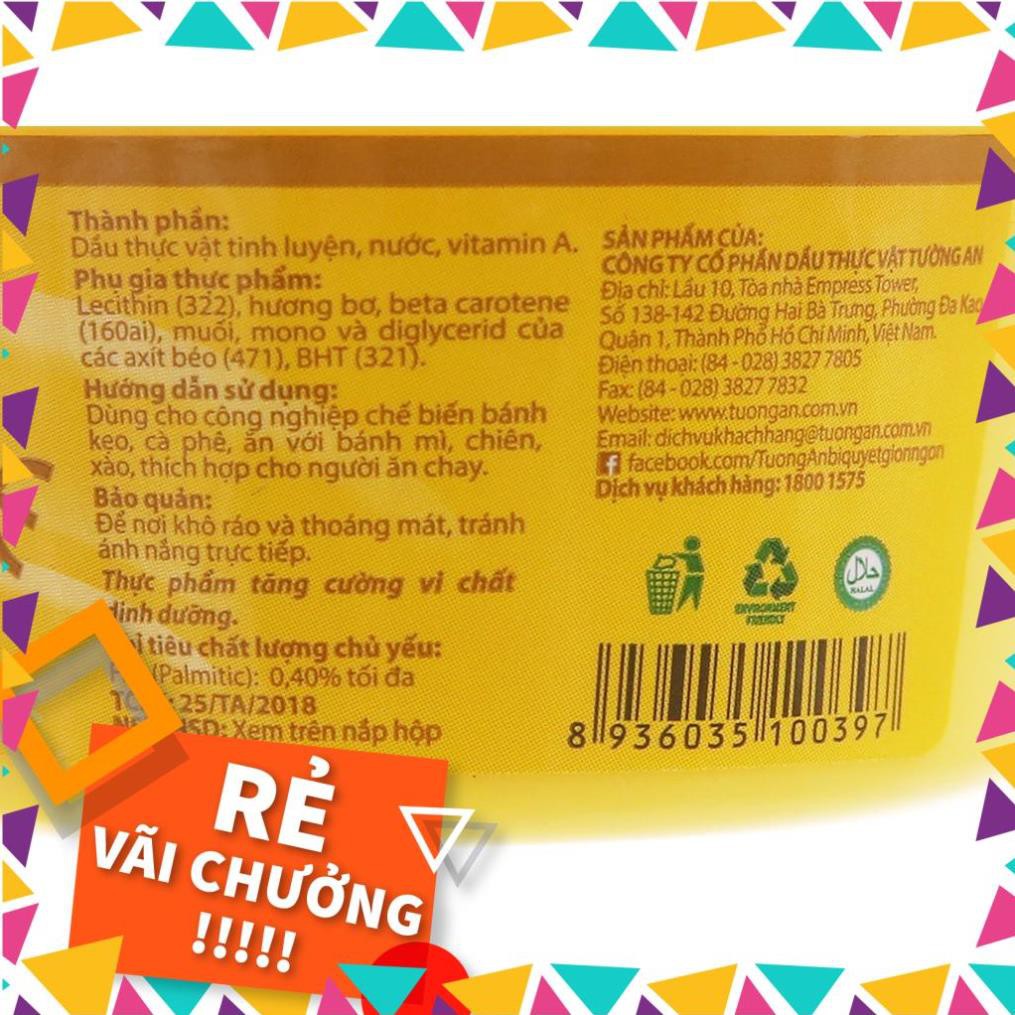 Thành phần:
Dầu thực vật tinh luyện, nước, vitamin A.
Phụ gia thực phẩm:
Lecithin (322), hương bơ, beta carotene
(160ai), muối, mono và diglycerid của
các axít béo (471), BHT (321).
Hướng dẫn sử dụng:
Dùng cho công nghiệp chế biến bánh
kẹo, cà phê, ăn với bánh mì, chiên,
xào, thích hợp cho người ăn chay.
Bảo quản:
Để nơi khô ráo và thoáng mát, tránh
ánh nắng trực tiếp.
Thực phẩm tăng cường vi chất
dinh dưỡng.
tiêu chất lượng chủ yếu:
(Palmitic): 0,40% tối đa
25/TA/2018
HSD: Xem trên nắp hộp
SẢN PHẨM CỦA:
CÔNG TY CỔ PHẦN DẦU THỰC VẬT TƯỜNG AN
Địa chỉ: Lầu 10, Tòa nhà Empress Tower,
Số 138-142 Đường Hai Bà Trưng, Phường Đa Kao
Quận 1, Thành Phố Hồ Chí Minh, Việt Nam.
Điện thoại: (84 - 028) 3827 7805
Fax: (84 - 028) 3827 7832
Website: www.tuongan.com.vn
Email: dichvukhachhang@tuongan.com.vn
facebook.com/TuongAnbiquyetgionngon
Dịch vụ khách hàng: 1800 1575
ENVIRONMENT
FRIENDLY
حلال
HALAL
8 936035 100397
RẺ
VÃI CHƯỞNG
!!!!!